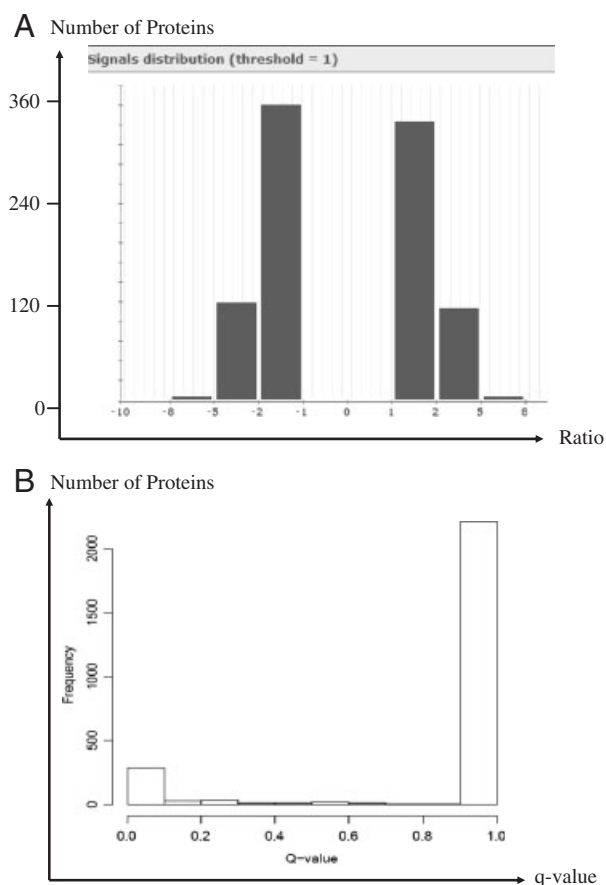 A Number of Proteins
Signals distribution (threshold = 1)
360
240
120
0
-10 -8 -5 -2 -1 0 1 2 5 8
Ratio
B Number of Proteins
2000
1500
1000
500
0
Frequency
0.0 0.2 0.4 0.6 0.8 1.0
Q-value
q-value